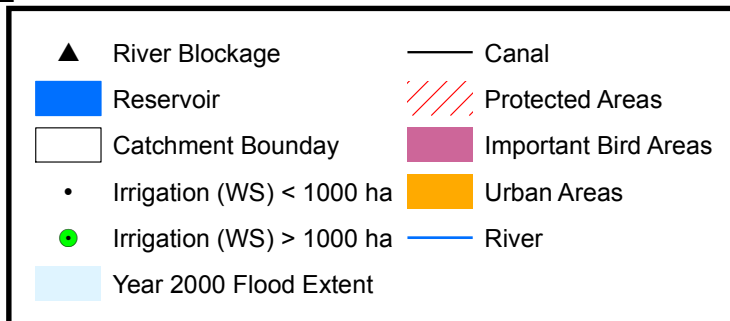 River Blockage
Reservoir
Catchment Bounday
Irrigation (WS) < 1000 ha
Irrigation (WS) > 1000 ha
Year 2000 Flood Extent
Canal
Protected Areas
Important Bird Areas
Urban Areas
River